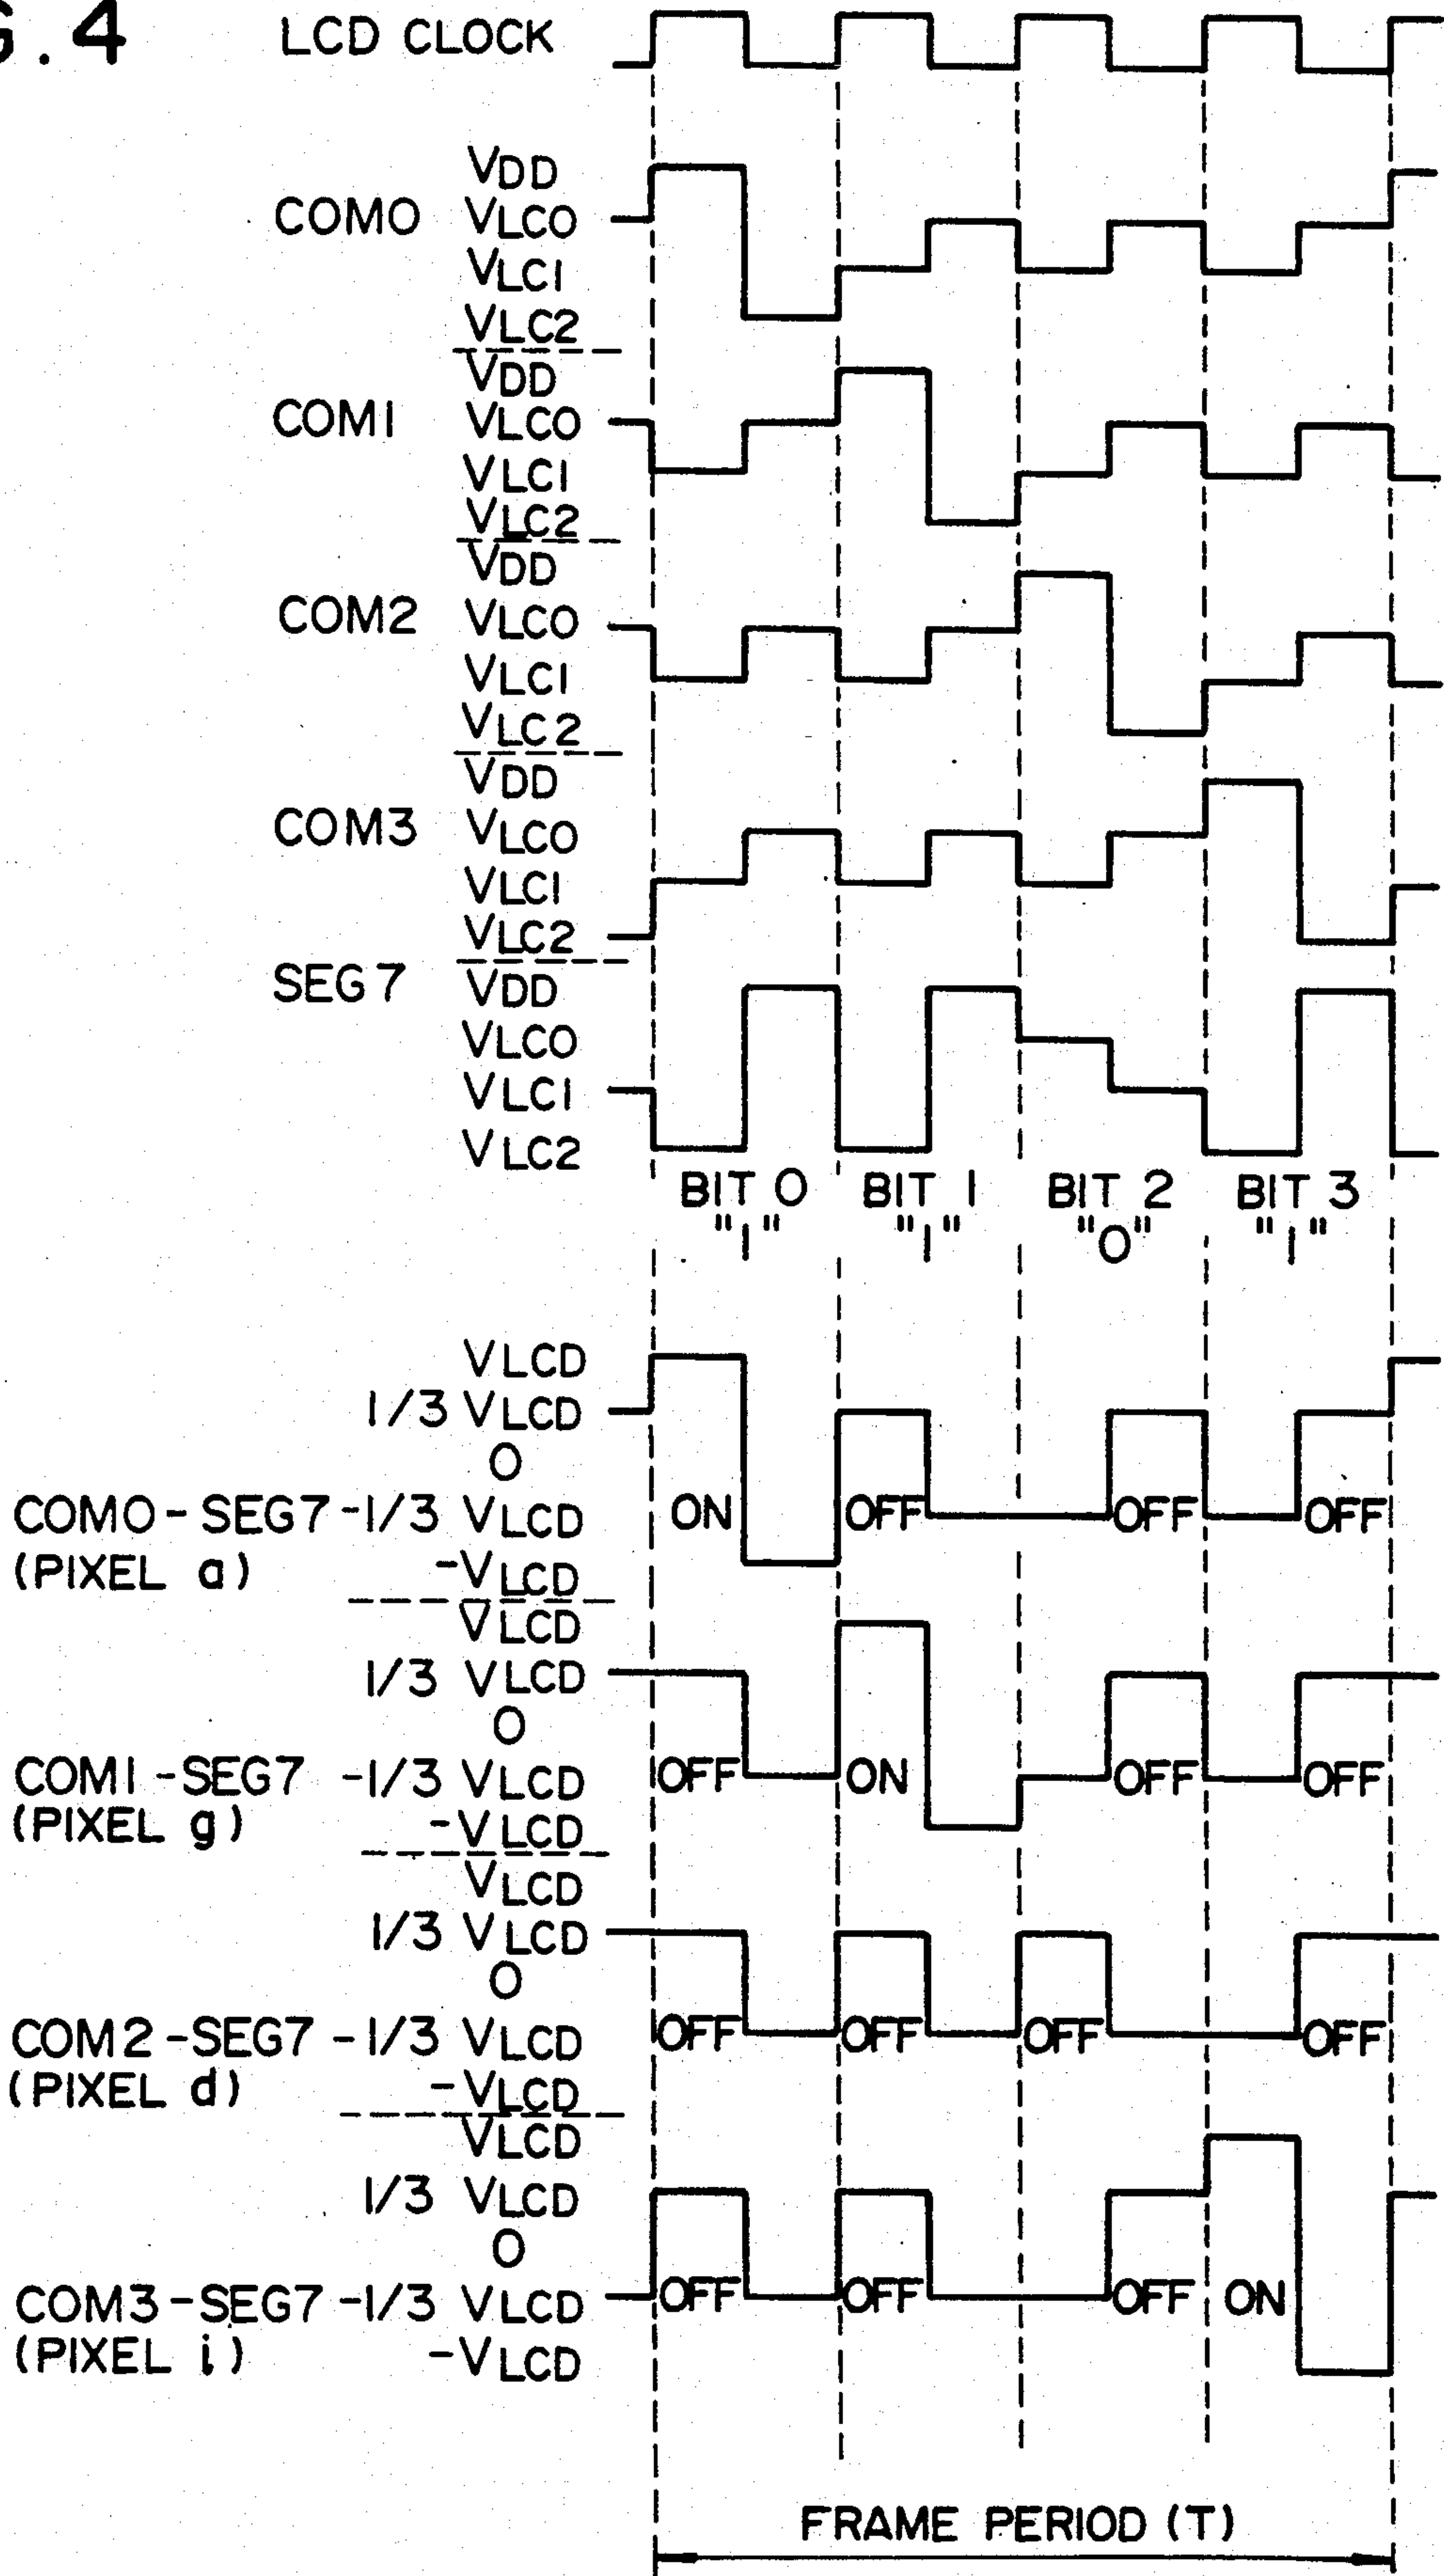 G.4
LCD CLOCK
VDD
COM0 VLC0
VLC1
VLC2
VDD
COM1 VLC0
VLC1
VLC2
VDD
COM2 VLC0
VLC1
VLC2
VDD
COM3 VLC0
VLC1
VLC2
SEG7 VDD
VLC0
VLC1
VLC2
BIT 0 BIT 1 BIT 2 BIT 3
"1" "1" "0" "1"
VLCD
1/3 VLCD
0
COM0-SEG7 -1/3 VLCD ON OFF OFF OFF
(PIXEL a) -VLCD
VLCD
1/3 VLCD
0
COM1-SEG7 -1/3 VLCD OFF ON OFF OFF
(PIXEL g) -VLCD
VLCD
1/3 VLCD
0
COM2-SEG7 -1/3 VLCD OFF OFF OFF OFF
(PIXEL d) -VLCD
VLCD
1/3 VLCD
0
COM3-SEG7 -1/3 VLCD OFF OFF OFF ON
(PIXEL i) -VLCD
FRAME PERIOD (T)